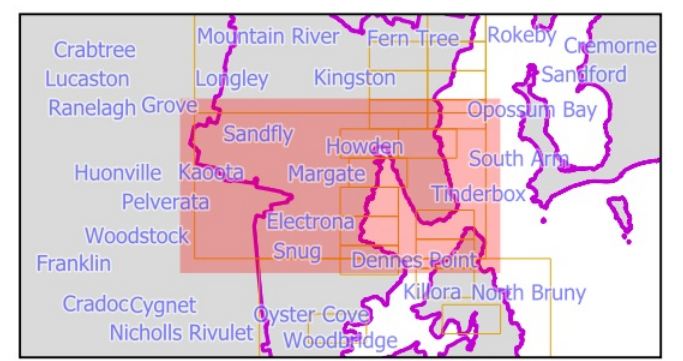 Mountain River
Fern Tree
Rokeby
Cremorne
Crabtree
Lucaston
Longley
Kingston
Sandford
Ranelagh
Grove
Opossum Bay
Sandfly
Howden
South Arm
Huonville
Kaoota
Margate
Tinderbox
Pelverata
Electrona
Woodstock
Snug
Dennes Point
Franklin
Killora
North Bruny
Cradoc
Cygnet
Oyster Cove
Nicholls Rivulet
Woodbridge